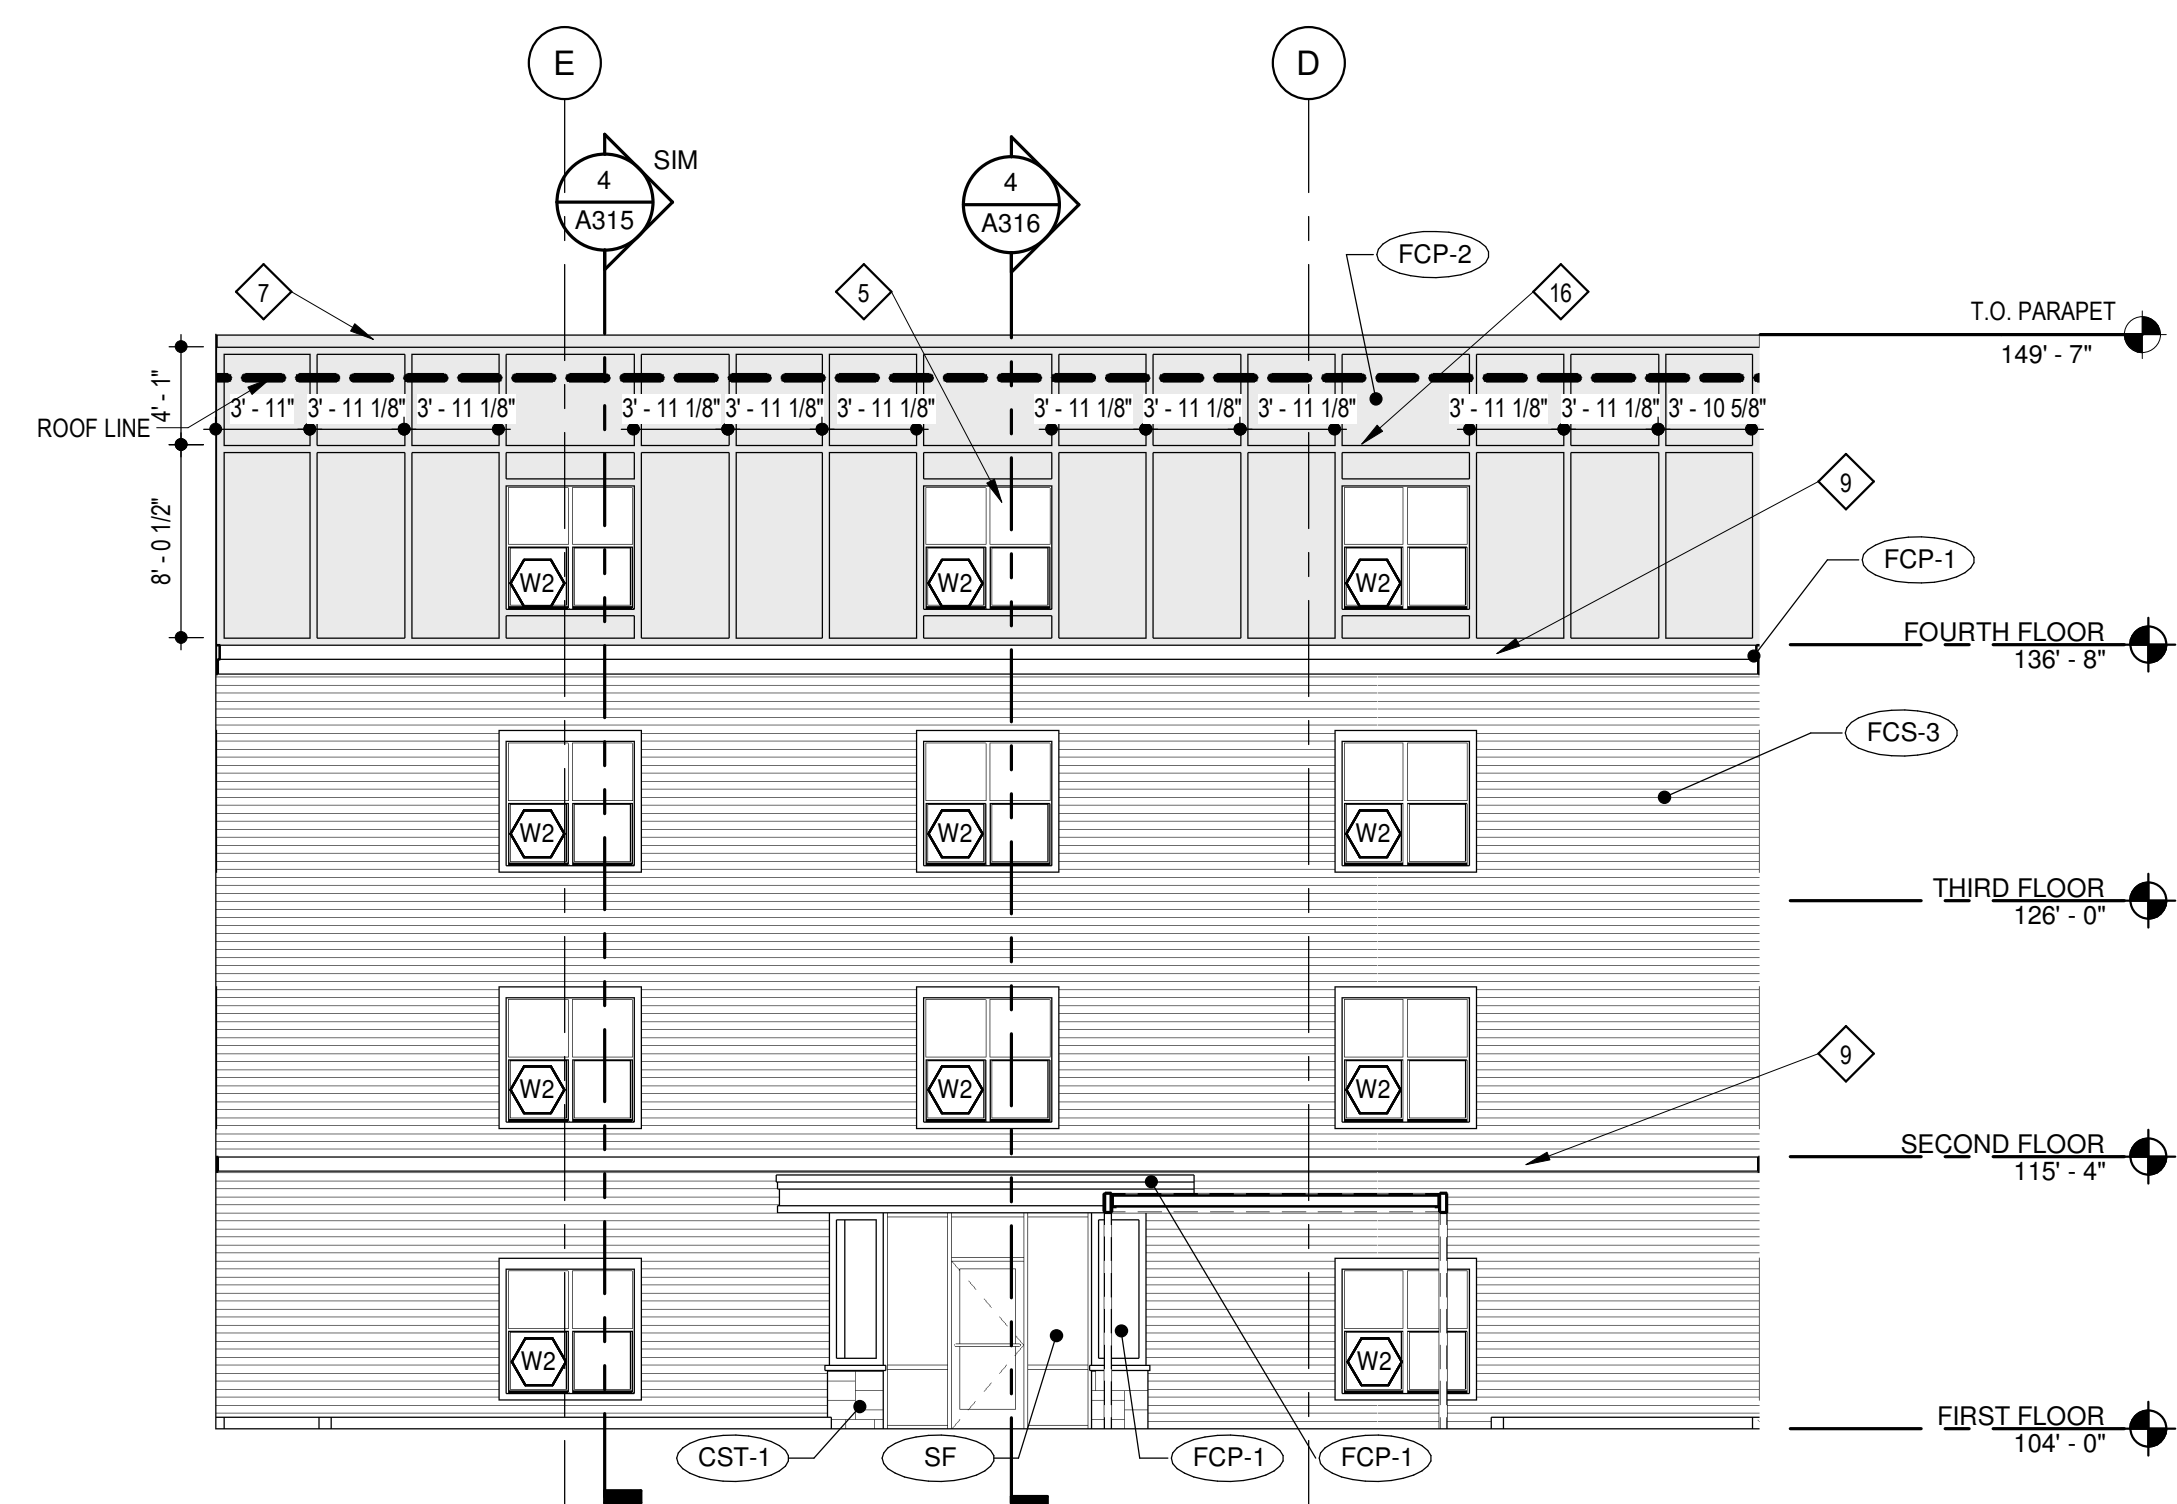 E
D
4
A315
SIM
4
A316
FCP-2
7
5
16
T.O. PARAPET
149' - 7"
4' - 1"
ROOF LINE
3' - 11"
3' - 11 1/8"
3' - 11 1/8"
3' - 11 1/8"
3' - 11 1/8"
3' - 11 1/8"
3' - 11 1/8"
3' - 11 1/8"
3' - 11 1/8"
3' - 11 1/8"
3' - 11 1/8"
3' - 10 5/8"
8' - 0 1/2"
9
FCP-1
W2
W2
W2
FOURTH FLOOR
136' - 8"
FCS-3
W2
W2
W2
THIRD FLOOR
126' - 0"
9
W2
W2
W2
SECOND FLOOR
115' - 4"
W2
W2
FIRST FLOOR
104' - 0"
CST-1
SF
FCP-1
FCP-1